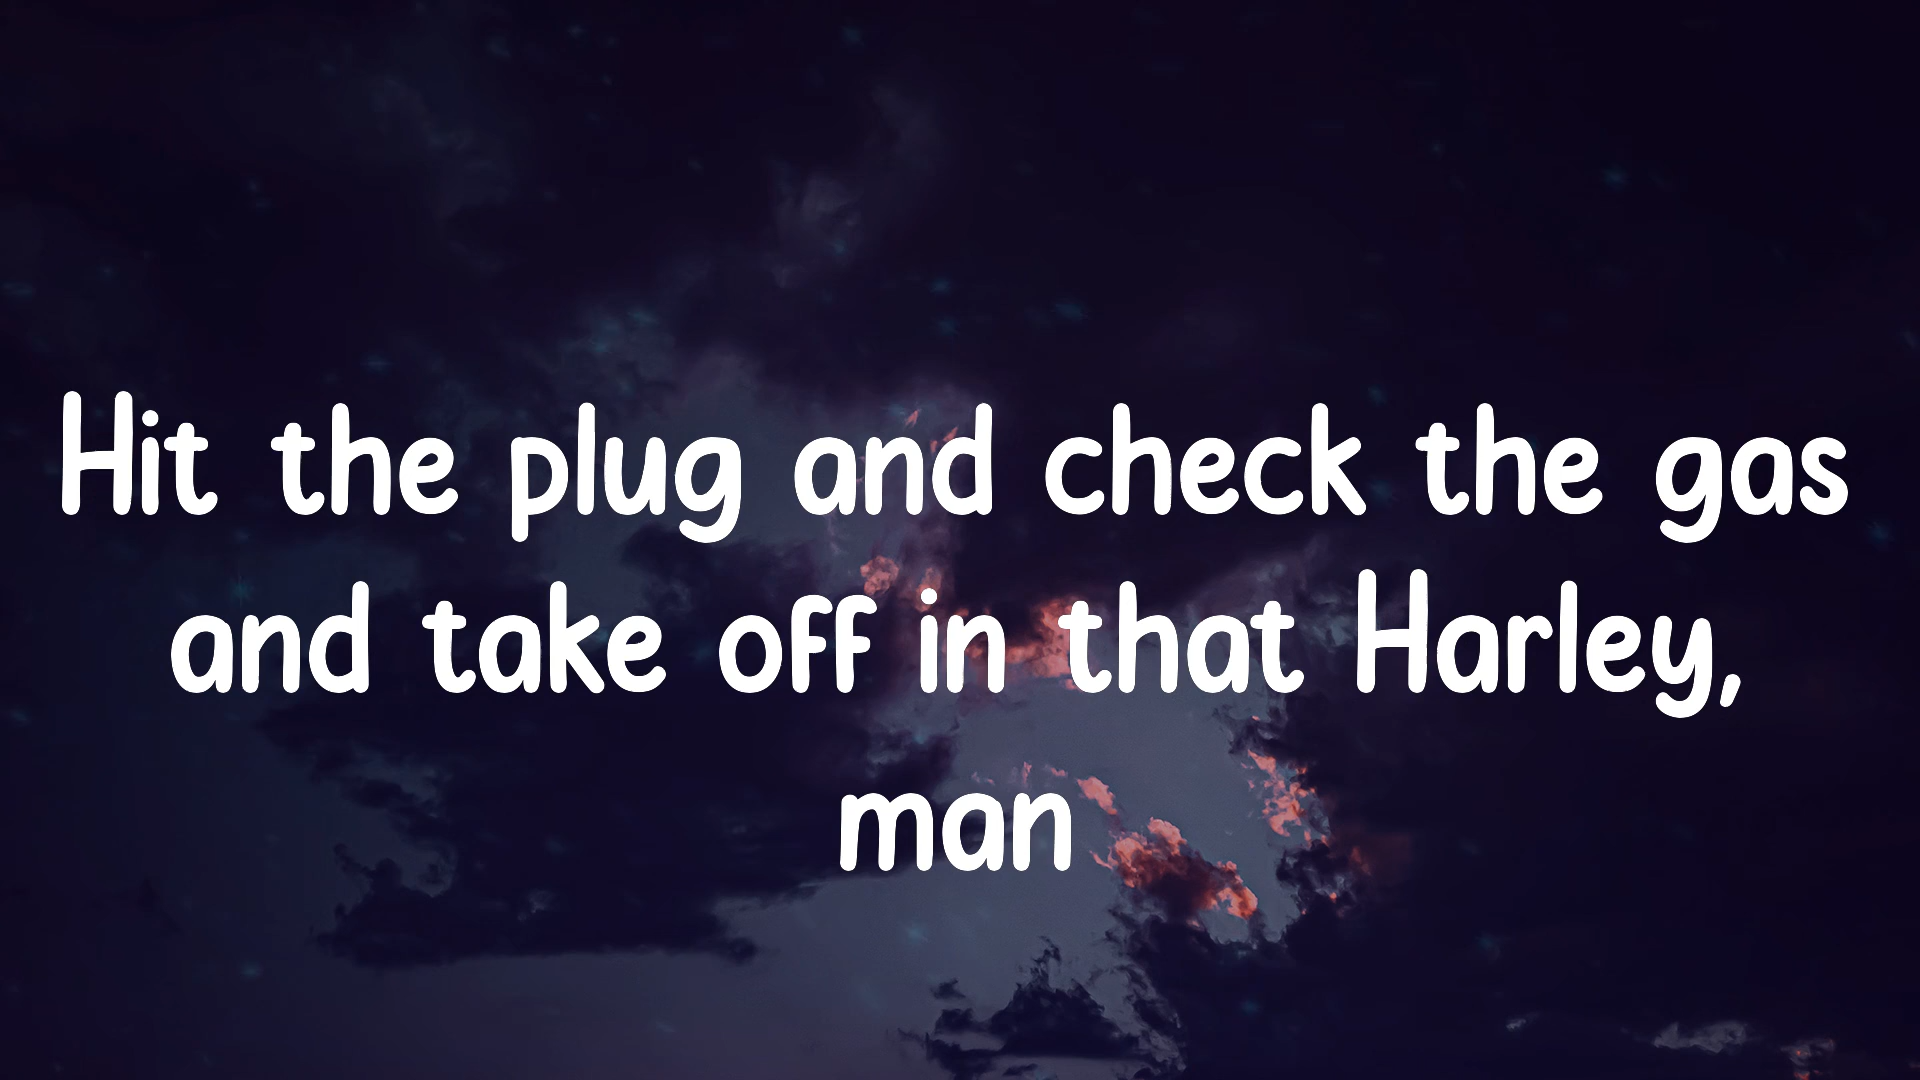 Hit the plug and check the gas
and take off in that Harley,
man